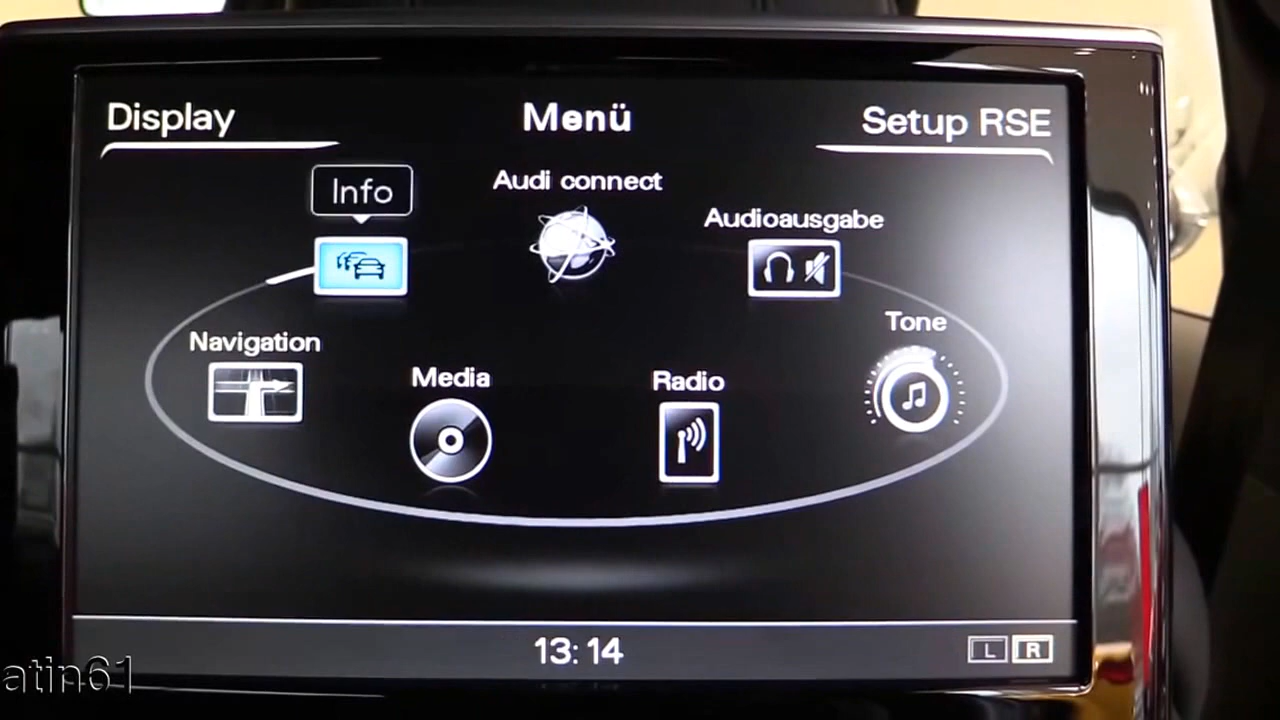 Display
Menü
Setup RSE
Info
Audi connect
Audioausgabe
Tone
Navigation
Media
Radio
13:14
L R
atin61